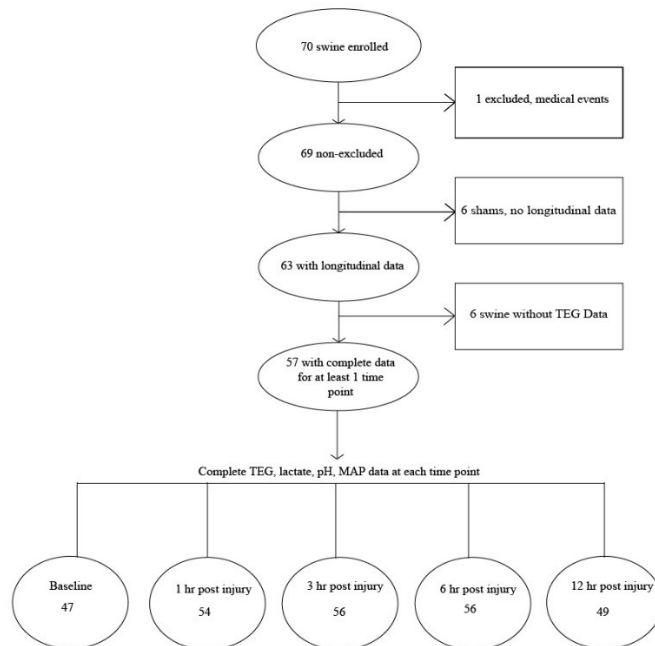 70 swine enrolled
1 excluded, medical events
69 non-excluded
6 shams, no longitudinal data
63 with longitudinal data
6 swine without TEG Data
57 with complete data
for at least 1 time
point
Complete TEG, lactate, pH, MAP data at each time point
Baseline
47
1 hr post injury
54
3 hr post injury
56
6 hr post injury
56
12 hr post injury
49